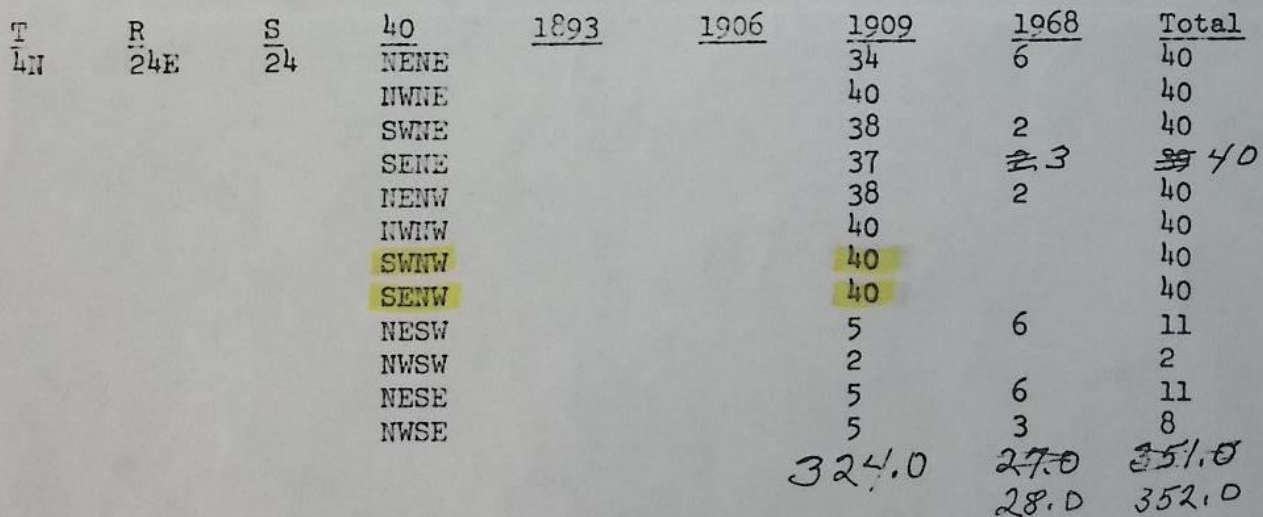 T R S 40 1893 1906 1909 1968 Total
4N 24E 24 NENE 34 6 40
NWNE 40 40
SWNE 38 2 40
SENE 37 2 3 39 40
NENW 38 2 40
NWNW 40 40
SWNW 40 40
SENW 40 40
NESW 5 6 11
NWSW 2 2
NESE 5 6 11
NWSE 5 3 8
324.0 27.0 351.0
28.0 352.0